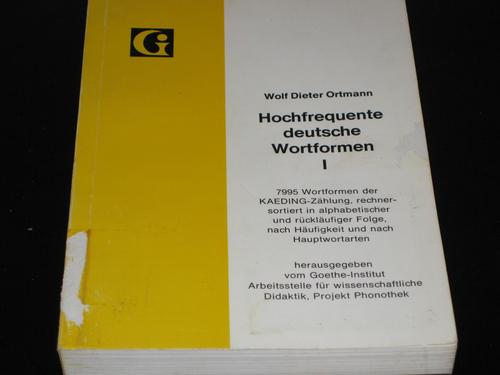 G
Wolf Dieter Ortmann
Hochfrequente
deutsche
Wortformen
I
7995 Wortformen der
KAEDING-Zählung, rechner-
sortiert in alphabetischer
und rückläufiger Folge,
nach Häufigkeit und nach
Hauptwortarten
herausgegeben
vom Goethe-Institut
Arbeitsstelle für wissenschaftliche
Didaktik, Projekt Phonothek